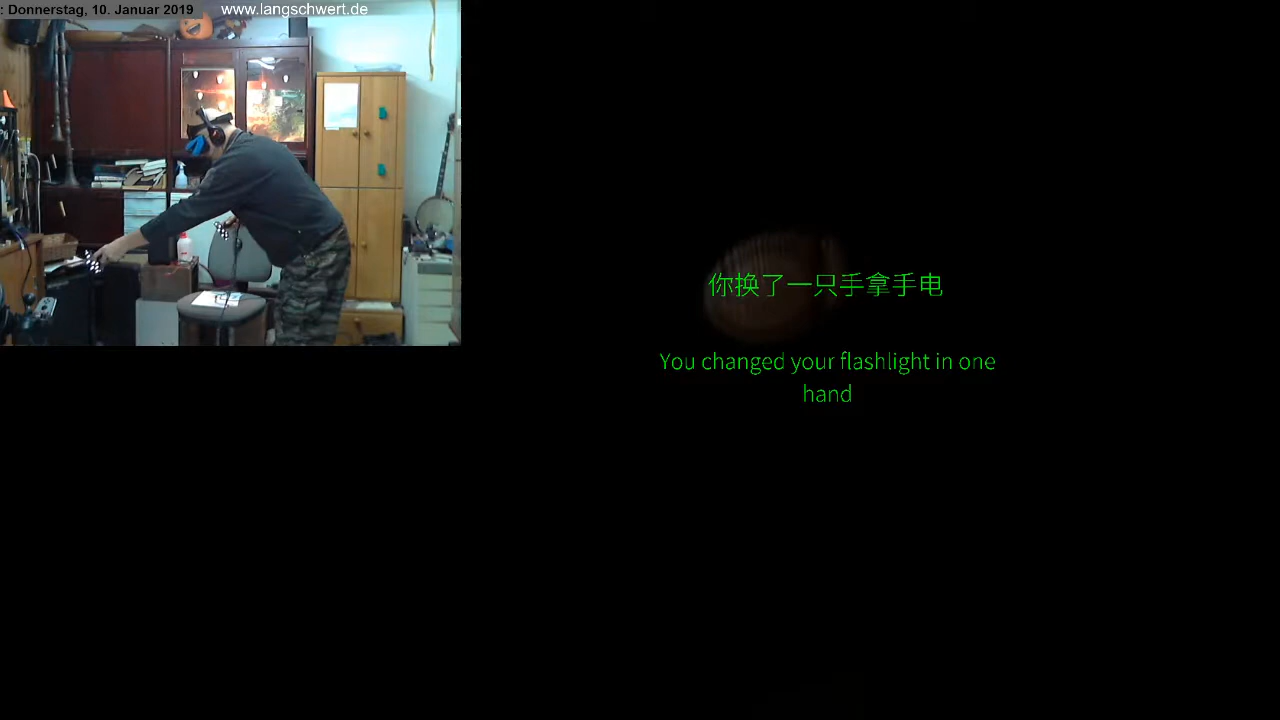 : Donnerstag, 10. Januar 2019
www.langschwert.de
你换了一只手拿手电
You changed your flashlight in one
hand